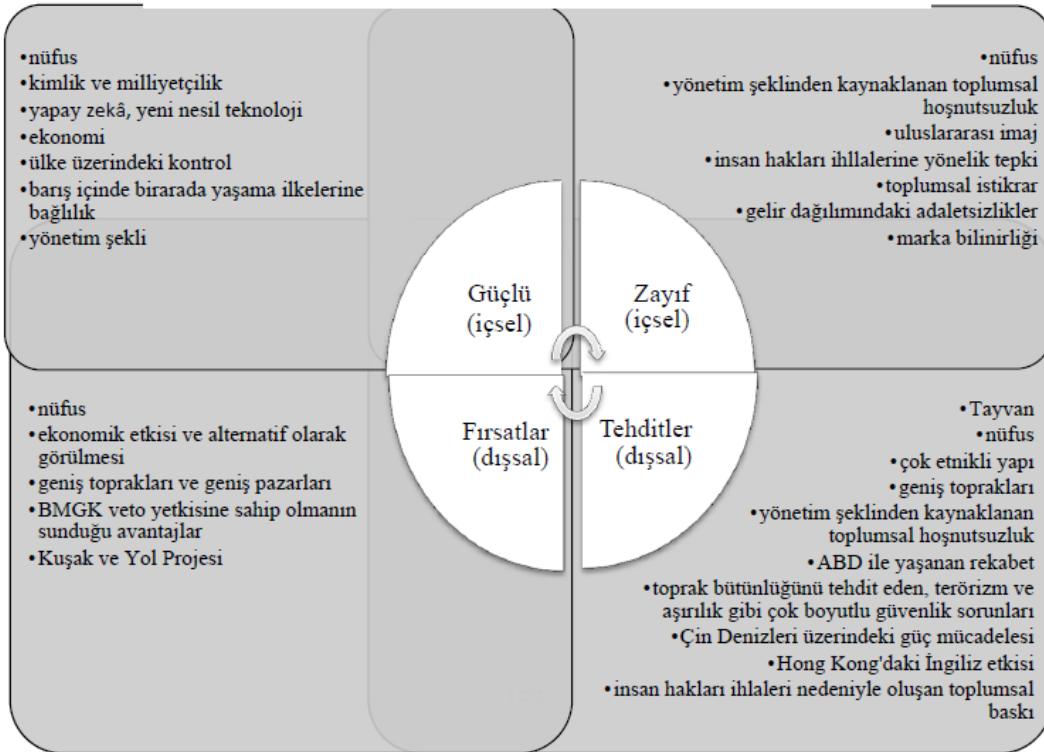 •nüfus
•kimlik ve milliyetçilik
•yapay zekâ, yeni nesil teknoloji
•ekonomi
•ülke üzerindeki kontrol
•barış içinde birarada yaşama ilkelerine
bağlılık
•yönetim şekli
•nüfus
•yönetim şeklinden kaynaklanan toplumsal
hoşnutsuzluk
•uluslararası imaj
•insan hakları ihllalerine yönelik tepki
•toplumsal istikrar
•gelir dağılımındaki adaletsizlikler
•marka bilinirliği
Güçlü
(içsel)
Zayıf
(içsel)
Fırsatlar
(dışsal)
Tehditler
(dışsal)
•nüfus
•ekonomik etkisi ve alternatif olarak
görülmesi
•geniş toprakları ve geniş pazarları
•BMGK veto yetkisine sahip olmanın
sunduğu avantajlar
•Kuşak ve Yol Projesi
•Tayvan
•nüfus
•çok etnikli yapı
•geniş toprakları
•yönetim şeklinden kaynaklanan
toplumsal hoşnutsuzluk
•ABD ile yaşanan rekabet
•toprak bütünlüğünü tehdit eden, terörizm ve
aşırılık gibi çok boyutlu güvenlik sorunları
•Çin Denizleri üzerindeki güç mücadelesi
•Hong Kong'daki İngiliz etkisi
•insan hakları ihlaleri nedeniyle oluşan toplumsal
baskı